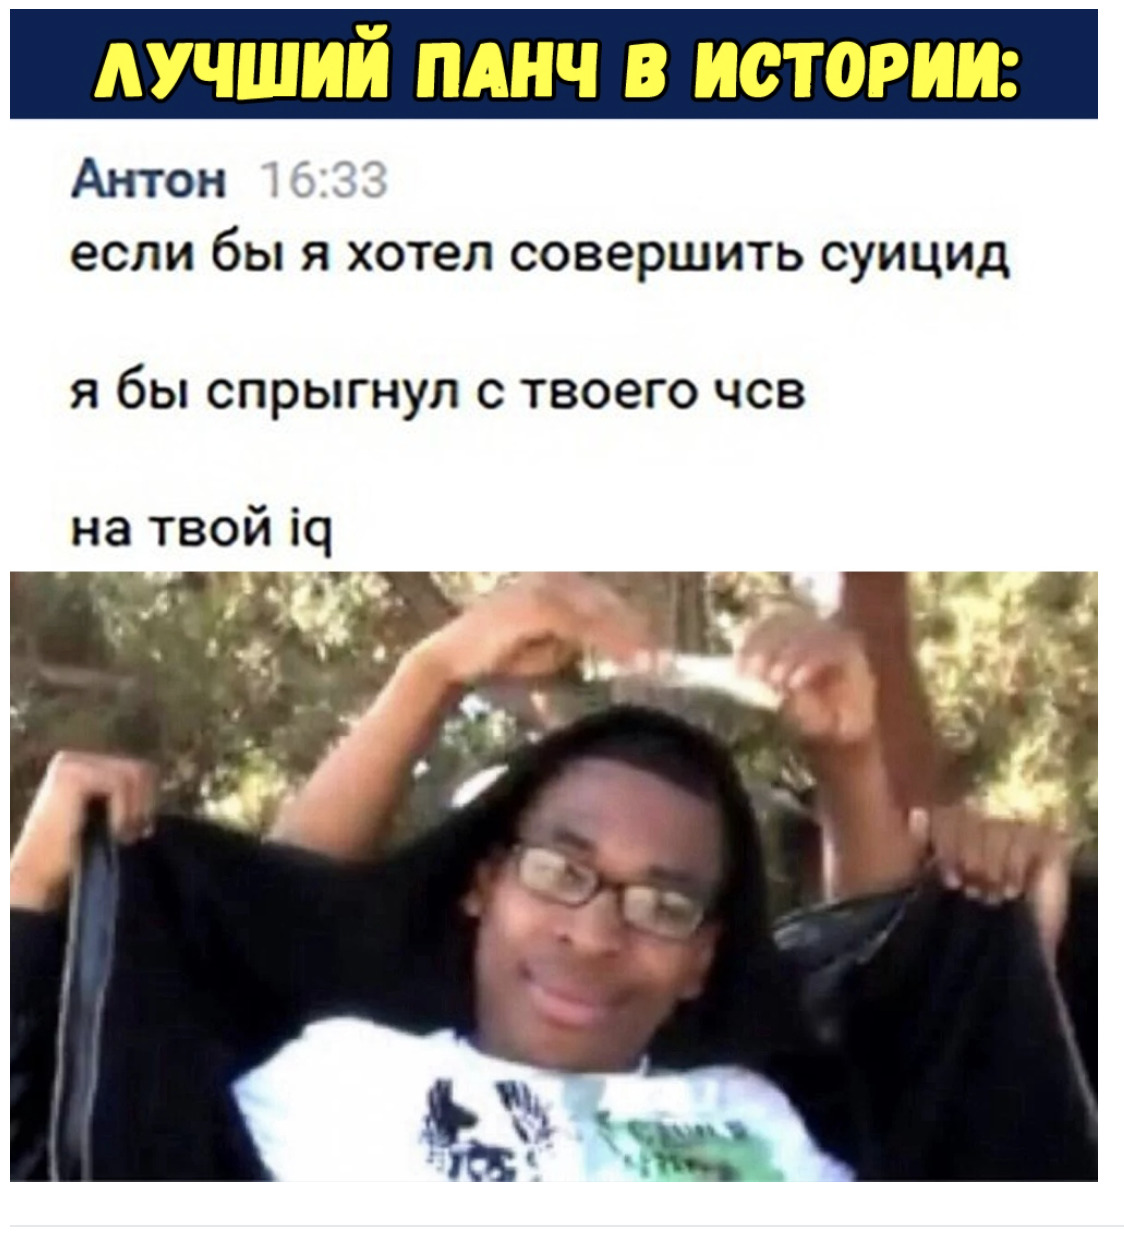 ЛУЧШИЙ ПАНЧ В ИСТОРИИ:
Антон 16:33
если бы я хотел совершить суицид
я бы спрыгнул с твоего чсв
на твой iq